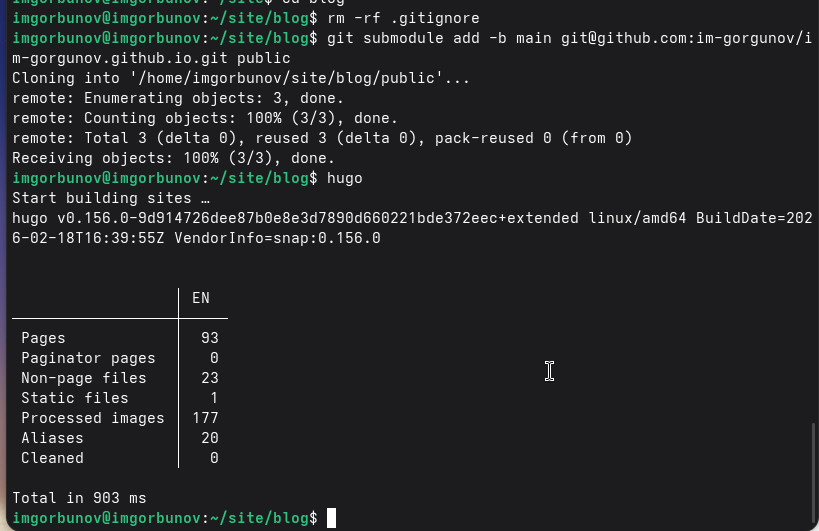 imgorbunov@imgorbunov:~/site/blog$ cd blog
imgorbunov@imgorbunov:~/site/blog$ rm -rf .gitignore
imgorbunov@imgorbunov:~/site/blog$ git submodule add -b main git@github.com:im-gorgunov/i
m-gorgunov.github.io.git public
Cloning into '/home/imgorbunov/site/blog/public'...
remote: Enumerating objects: 3, done.
remote: Counting objects: 100% (3/3), done.
remote: Total 3 (delta 0), reused 3 (delta 0), pack-reused 0 (from 0)
Receiving objects: 100% (3/3), done.
imgorbunov@imgorbunov:~/site/blog$ hugo
Start building sites …
hugo v0.156.0-9d914726dee87b0e8e3d7890d660221bde372eec+extended linux/amd64 BuildDate=202
6-02-18T16:39:55Z VendorInfo=snap:0.156.0
EN
Pages 93
Paginator pages 0
Non-page files 23
Static files 1
Processed images 177
Aliases 20
Cleaned 0
Total in 903 ms
imgorbunov@imgorbunov:~/site/blog$